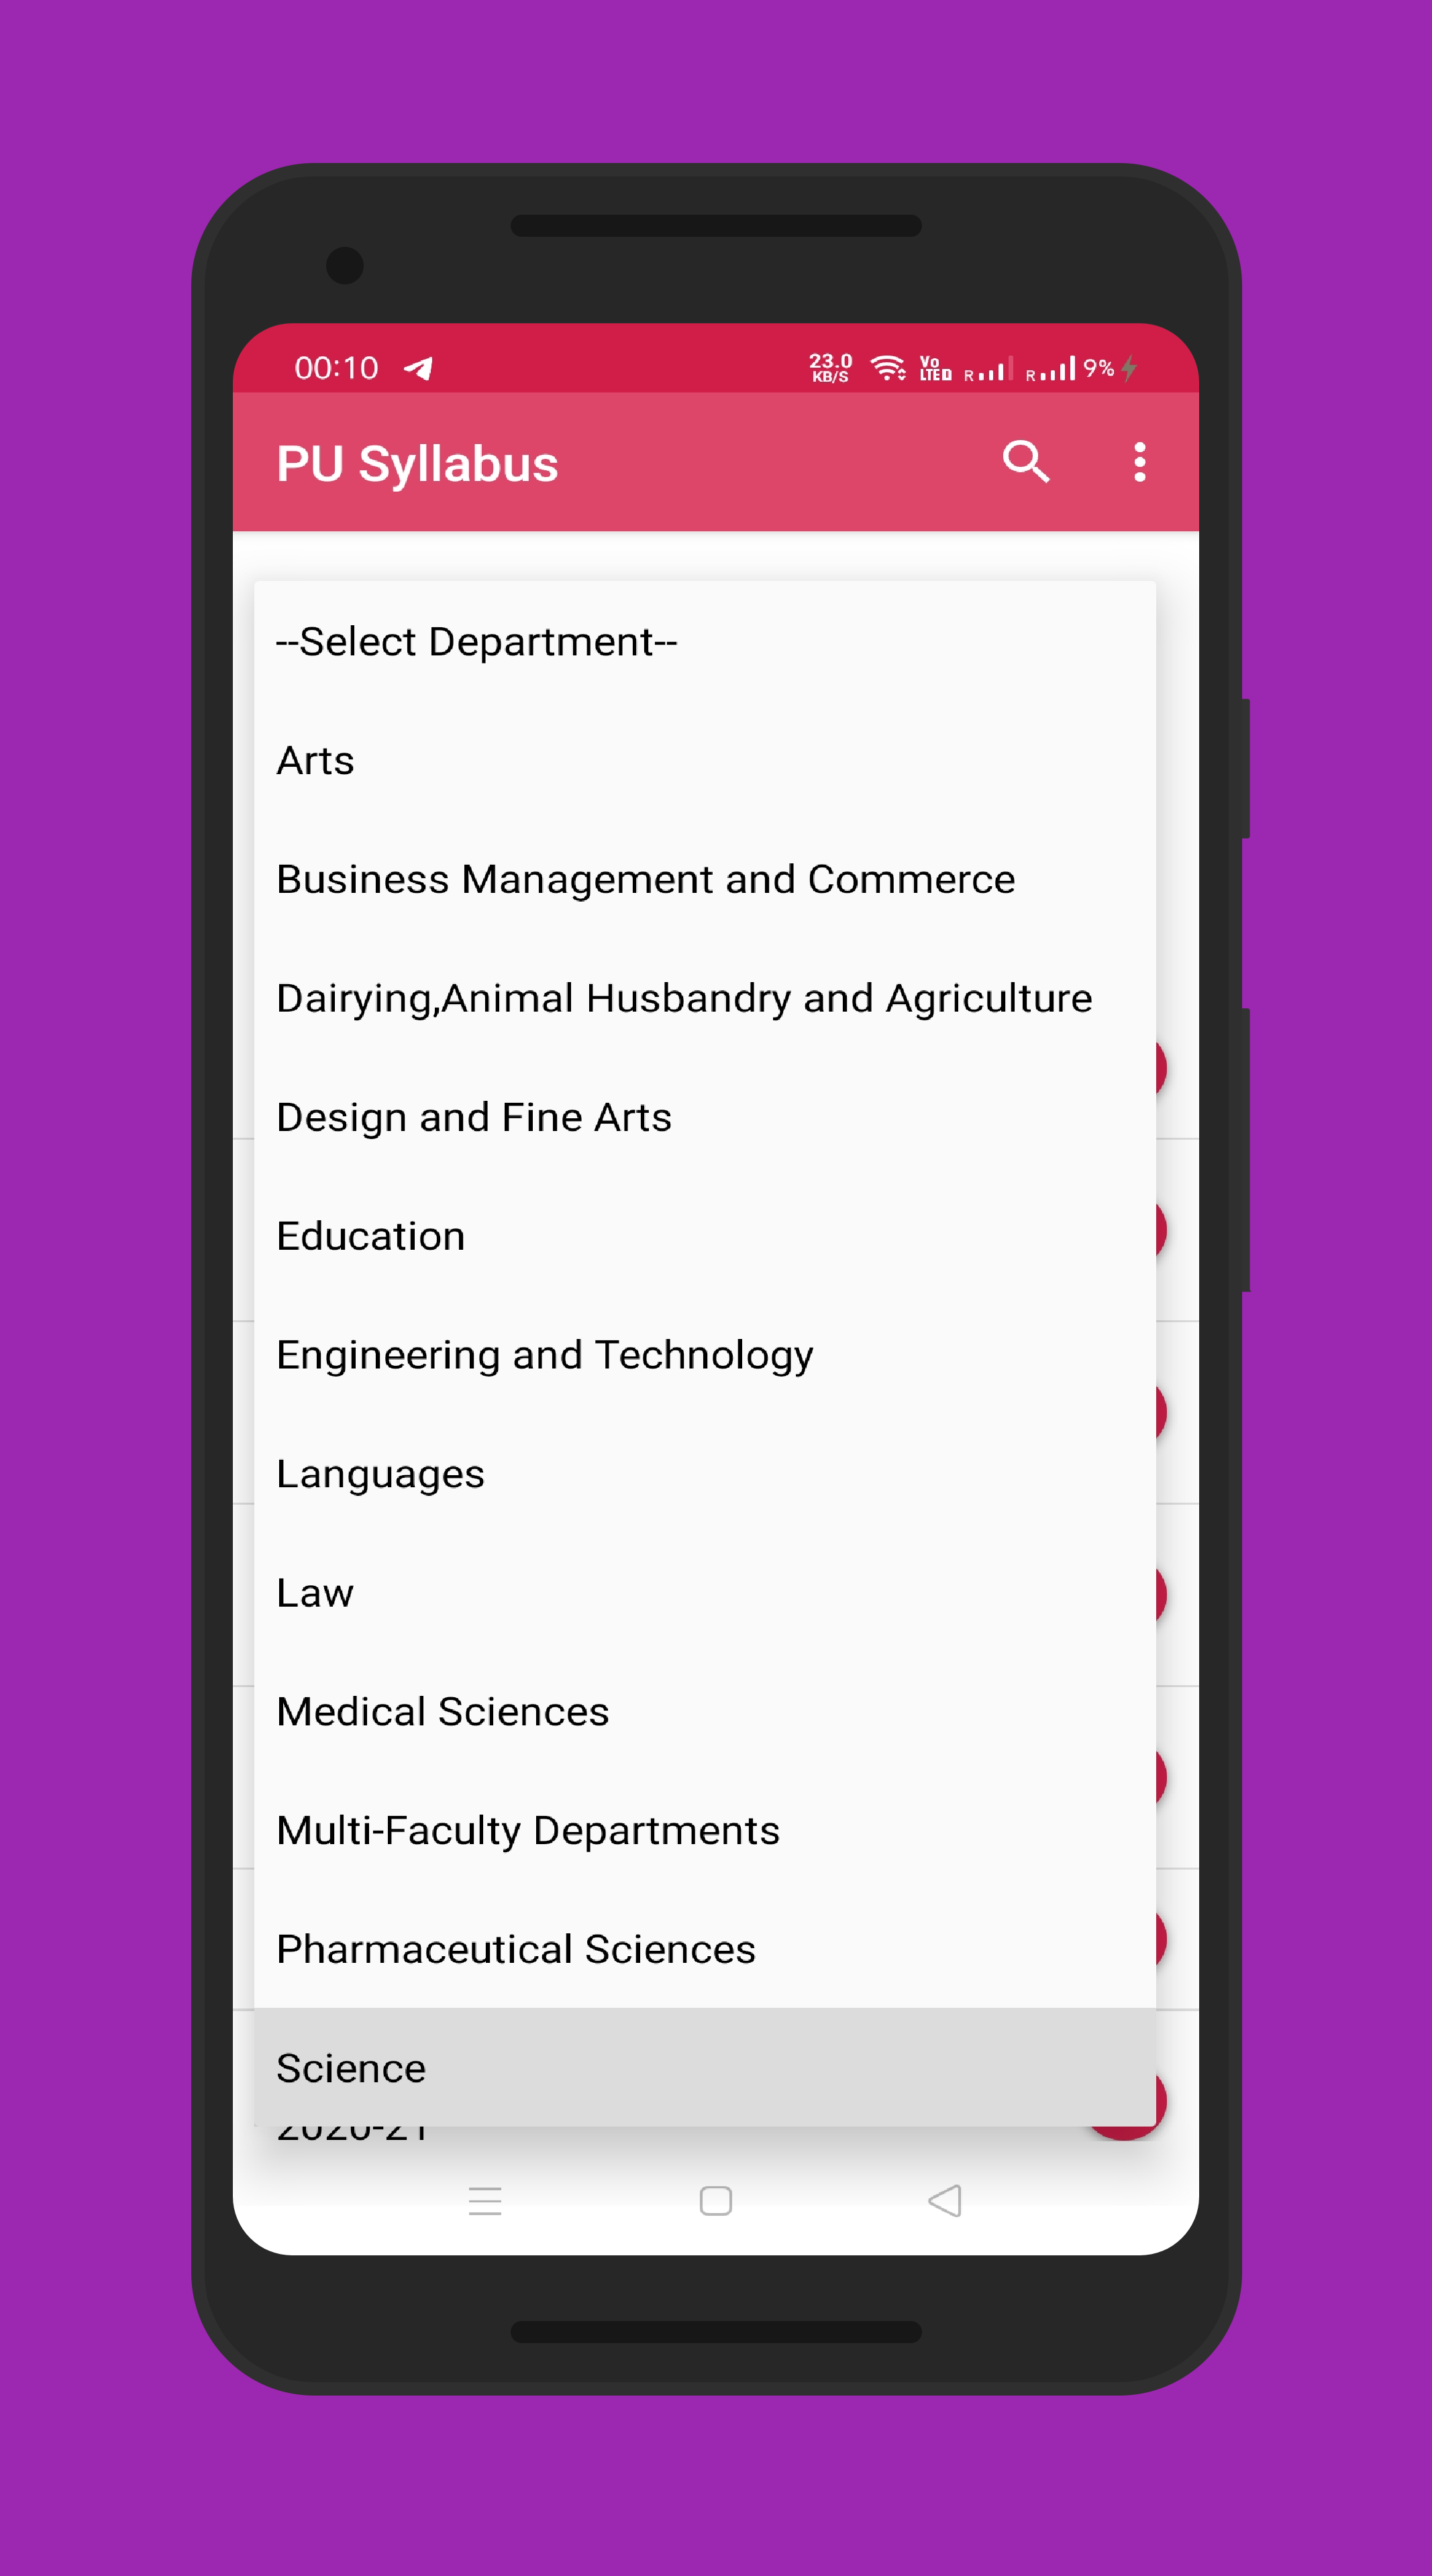 00:10
23.0
KB/S
Vo
LTE
R
R
9%
PU Syllabus
--Select Department--
Arts
Business Management and Commerce
Dairying,Animal Husbandry and Agriculture
Design and Fine Arts
Education
Engineering and Technology
Languages
Law
Medical Sciences
Multi-Faculty Departments
Pharmaceutical Sciences
Science
2020-21